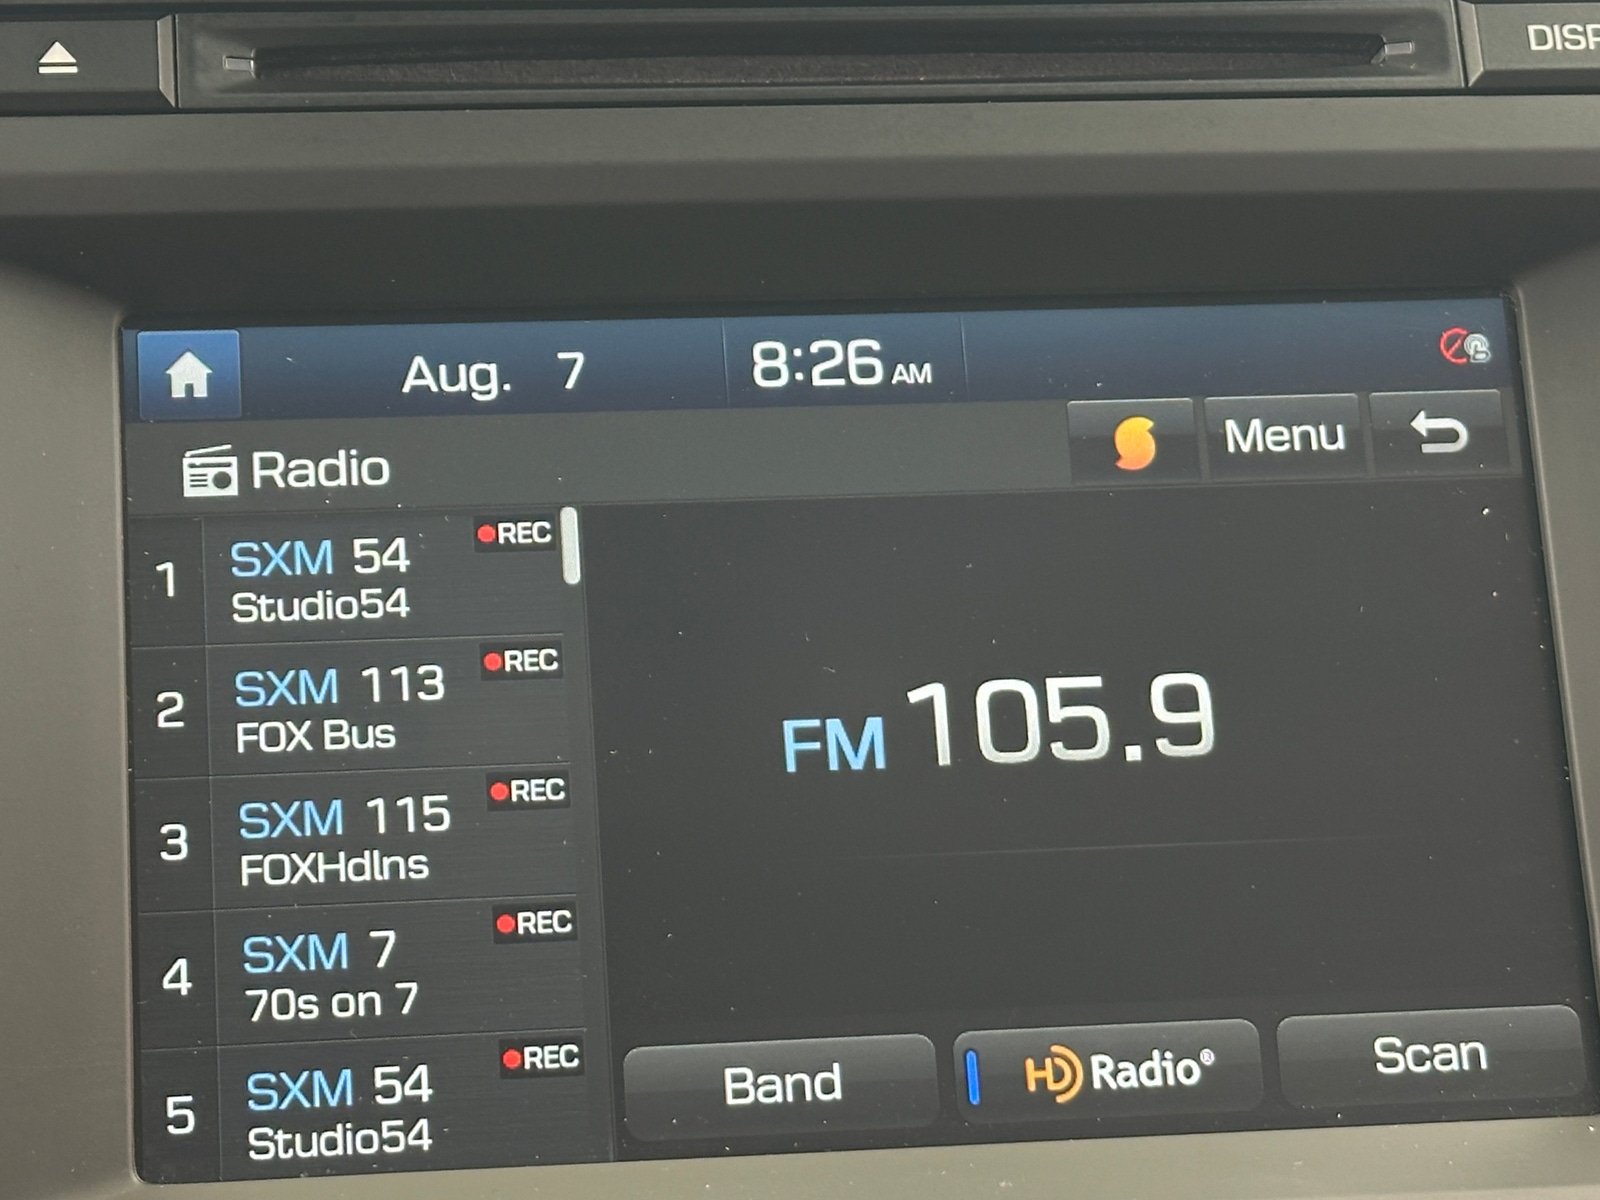 DISP
Aug. 7 8:26 AM
Radio Menu
1 SXM 54 REC
Studio54
2 SXM 113 REC
FOX Bus
3 SXM 115 REC
FOXHdlns
4 SXM 7 REC
70s on 7
5 SXM 54 REC
Studio54
FM 105.9
Band HD Radio® Scan